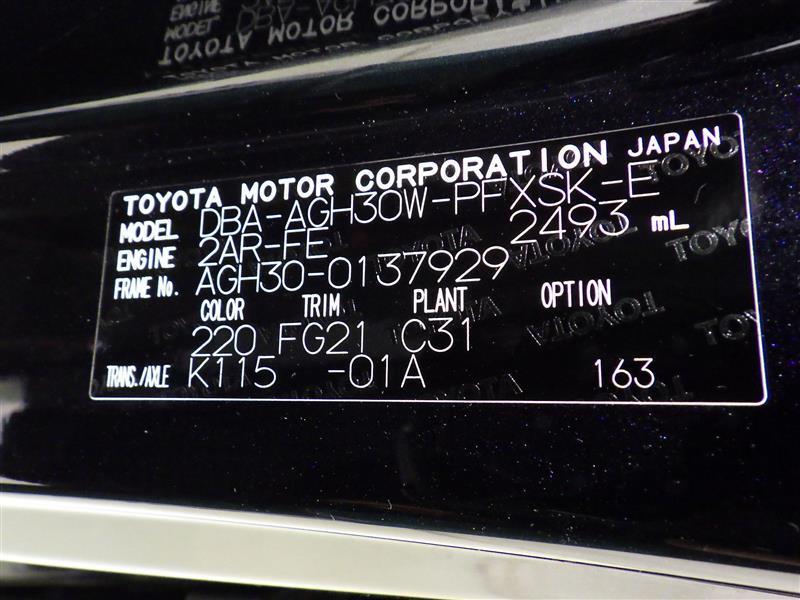 TOYOTA MOTOR CORPORATION JAPAN
MODEL DBA-AGH30W-PFXSK-E
ENGINE 2AR-FE 2493 mL
FRAME No. AGH30-0137929
COLOR TRIM PLANT OPTION
220 FG21 C31
TRANS./AXLE K115 -01A 163